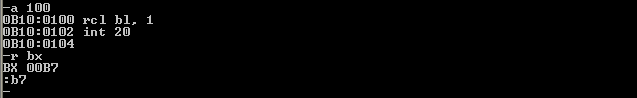 -a 100
0B10:0100 rcl bl, 1
0B10:0102 int 20
0B10:0104
-r bx
BX 00B7
:b7
-